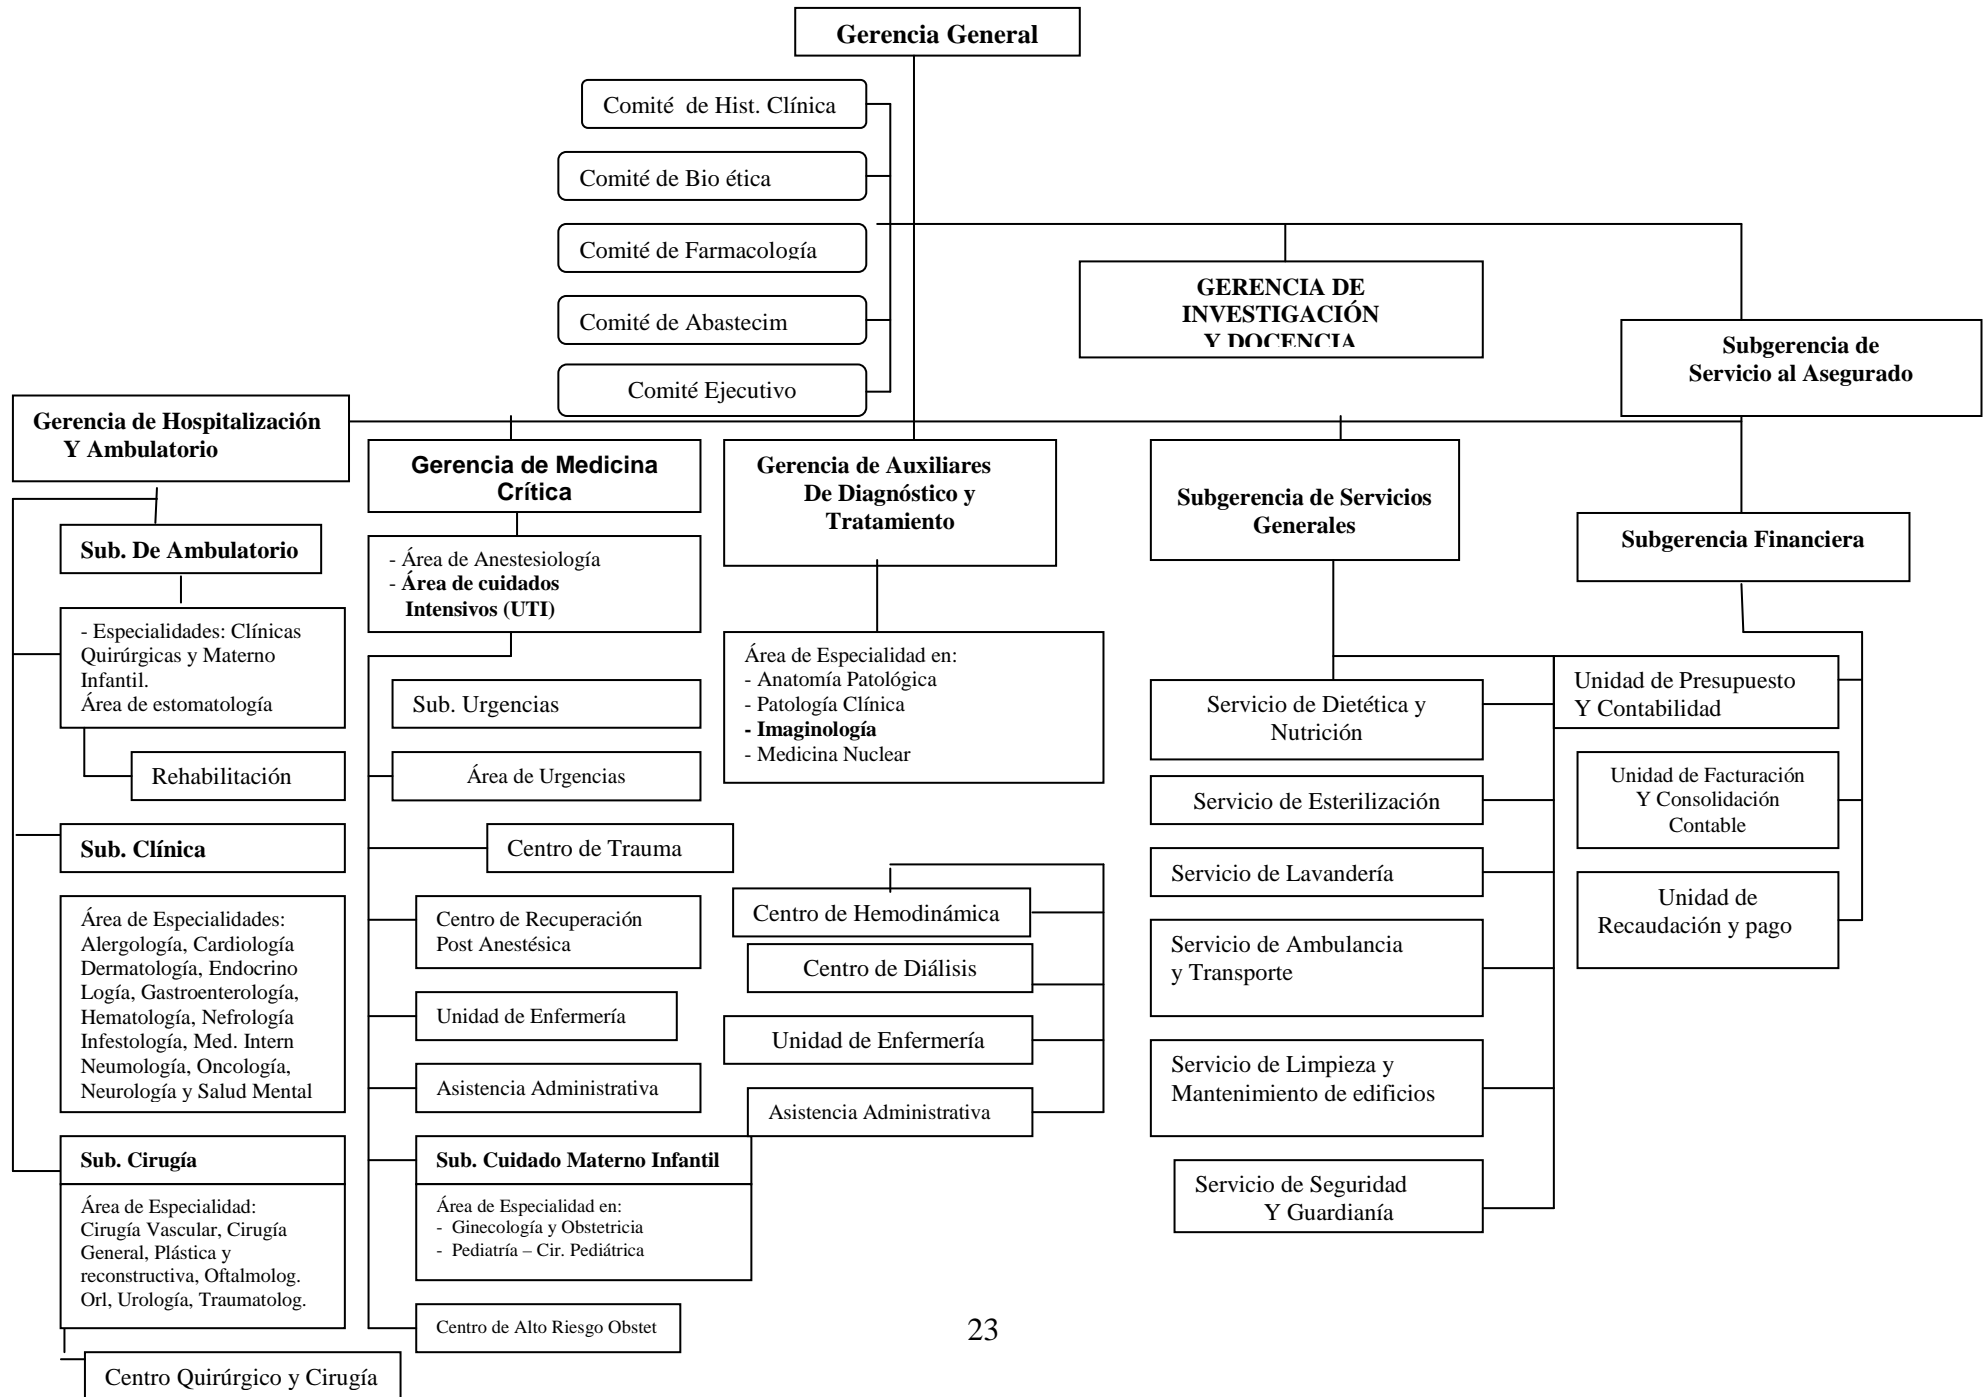 Gerencia General
Comité de Hist. Clínica
Comité de Bio ética
Comité de Farmacología
Comité de Abastecim
Comité Ejecutivo
GERENCIA DE
INVESTIGACIÓN
Y DOCENCIA
Subgerencia de
Servicio al Asegurado
Gerencia de Hospitalización
Y Ambulatorio
Gerencia de Medicina
Crítica
Gerencia de Auxiliares
De Diagnóstico y
Tratamiento
Subgerencia de Servicios
Generales
Subgerencia Financiera
Sub. De Ambulatorio
- Especialidades: Clínicas
Quirúrgicas y Materno
Infantil.
Área de estomatología
Rehabilitación
Sub. Clínica
Área de Especialidades:
Alergología, Cardiología
Dermatología, Endocrino
Logía, Gastroenterología,
Hematología, Nefrología
Infestología, Med. Intern
Neumología, Oncología,
Neurología y Salud Mental
Sub. Cirugía
Área de Especialidad:
Cirugía Vascular, Cirugía
General, Plástica y
reconstructiva, Oftalmolog.
Orl, Urología, Traumatolog.
Centro Quirúrgico y Cirugía
- Área de Anestesiología
- Área de cuidados
Intensivos (UTI)
Sub. Urgencias
Área de Urgencias
Centro de Trauma
Centro de Recuperación
Post Anestésica
Unidad de Enfermería
Asistencia Administrativa
Sub. Cuidado Materno Infantil
Área de Especialidad en:
- Ginecología y Obstetricia
- Pediatría – Cir. Pediátrica
Centro de Alto Riesgo Obstet
Área de Especialidad en:
- Anatomía Patológica
- Patología Clínica
- Imaginología
- Medicina Nuclear
Centro de Hemodinámica
Centro de Diálisis
Unidad de Enfermería
Asistencia Administrativa
Servicio de Dietética y
Nutrición
Servicio de Esterilización
Servicio de Lavandería
Servicio de Ambulancia
y Transporte
Servicio de Limpieza y
Mantenimiento de edificios
Servicio de Seguridad
Y Guardianía
Unidad de Presupuesto
Y Contabilidad
Unidad de Facturación
Y Consolidación
Contable
Unidad de
Recaudación y pago
23